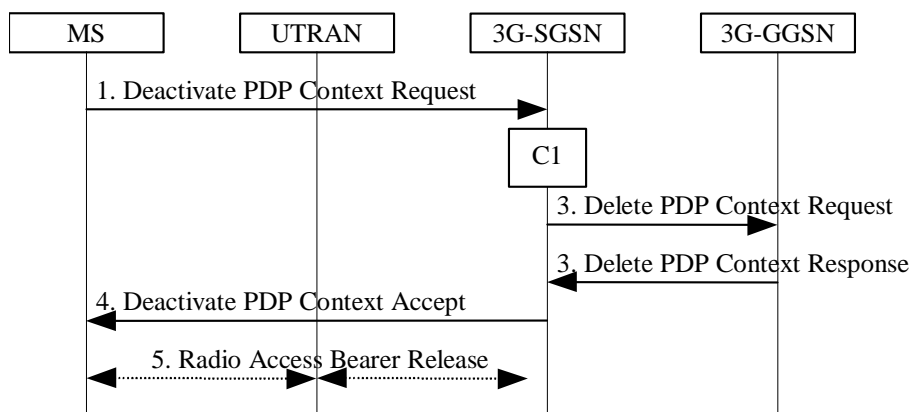 MS UTRAN 3G-SGSN 3G-GGSN
1. Deactivate PDP Context Request
C1
3. Delete PDP Context Request
3. Delete PDP Context Response
4. Deactivate PDP Context Accept
5. Radio Access Bearer Release